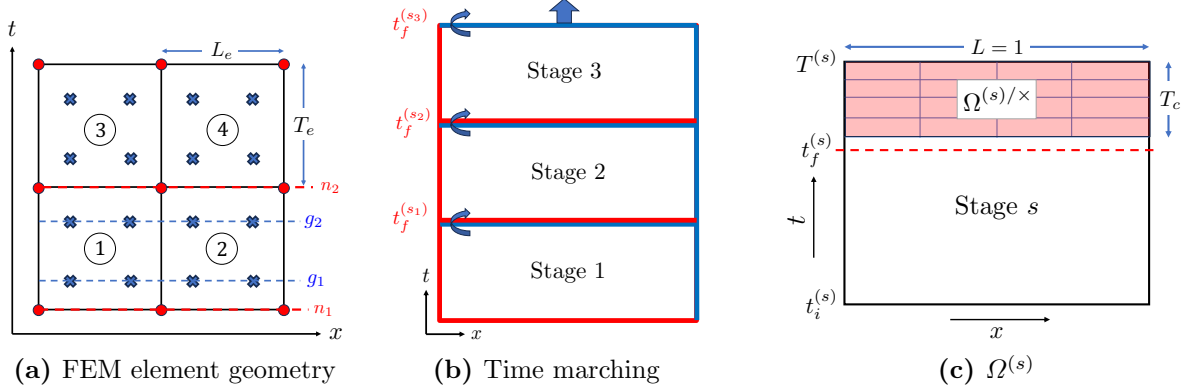 t
L_e
3
4
T_e
n_2
g_2
1
2
g_1
n_1
x
(a) FEM element geometry
t_f^{(s_3)}
Stage 3
t_f^{(s_2)}
Stage 2
t_f^{(s_1)}
Stage 1
t
x
(b) Time marching
L = 1
T^{(s)}
Ω^{(s)/×}
T_c
t_f^{(s)}
Stage s
t
t_i^{(s)}
x
(c) Ω^{(s)}